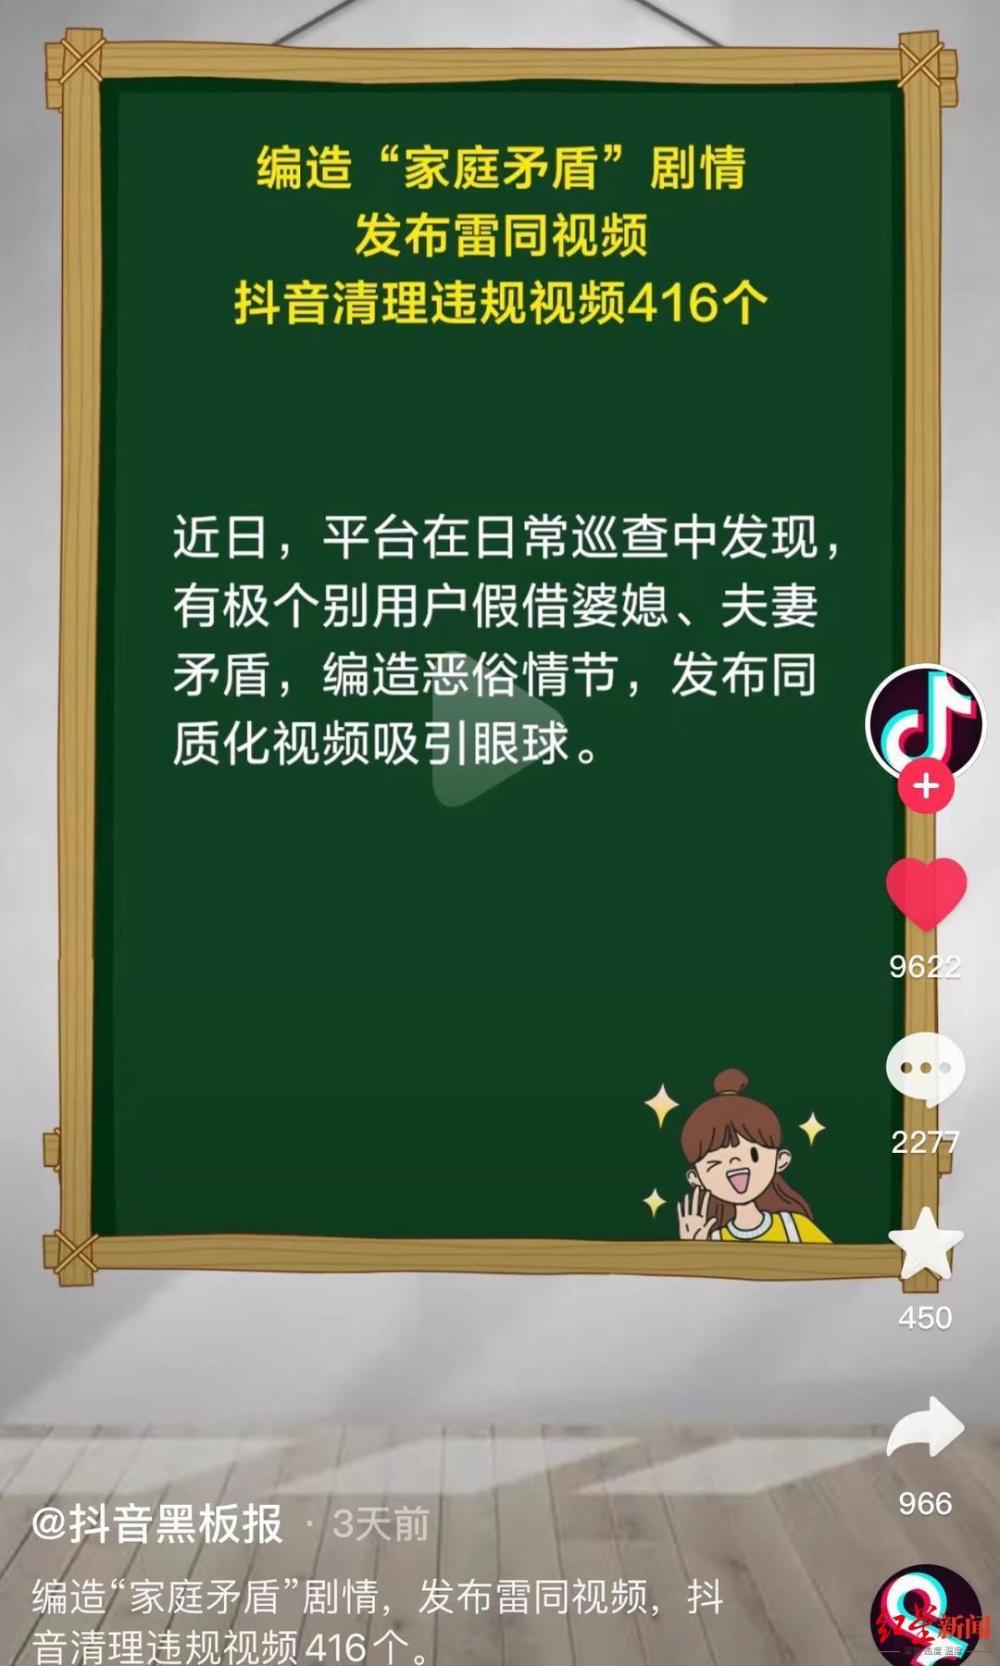 编造“家庭矛盾”剧情
发布雷同视频
抖音清理违规视频416个
近日，平台在日常巡查中发现，
有极个别用户假借婆媳、夫妻
矛盾，编造恶俗情节，发布同
质化视频吸引眼球。
9622
2277
450
966
@抖音黑板报 · 3天前
编造“家庭矛盾”剧情，发布雷同视频，抖
音清理违规视频416个。
红星新闻